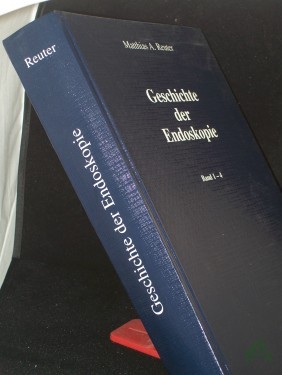 Reuter
Geschichte der Endoskopie
Matthias A. Reuter
Geschichte
der
Endoskopie
Band 1-4